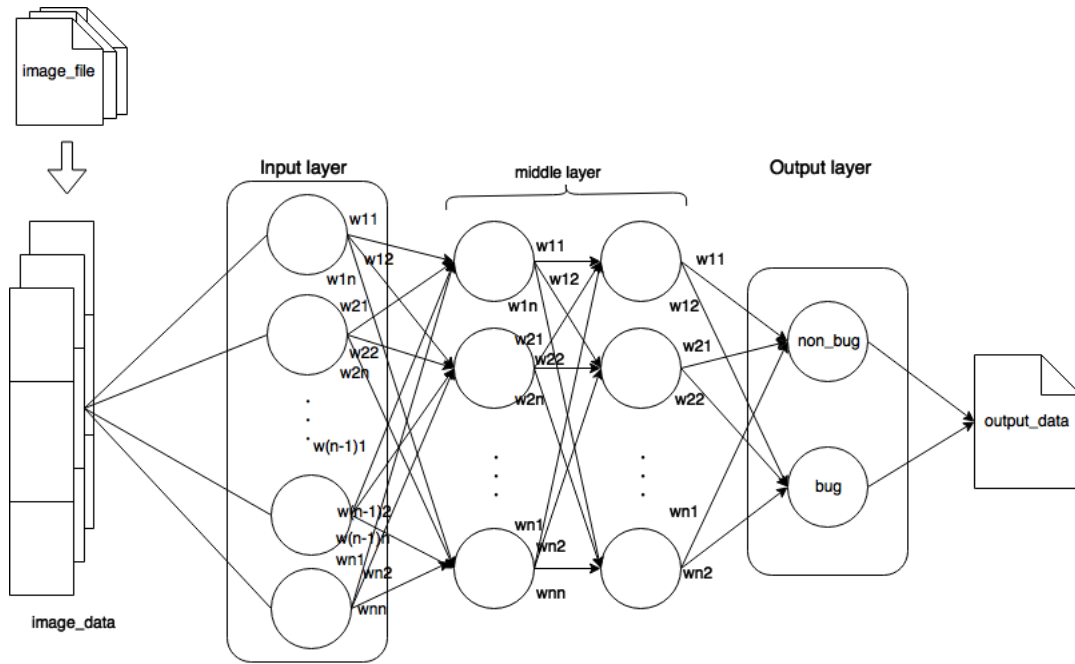 image_file
Input layer
middle layer
Output layer
w11
w12
w1n
w21
w22
w2n
w(n-1)1
w(n-1)2
w(n-1)n
wn1
wn2
wnn
w11
w12
w1n
w21
w22
w2n
wn1
wn2
wnn
w11
w12
w21
w22
wn1
wn2
non_bug
bug
output_data
image_data